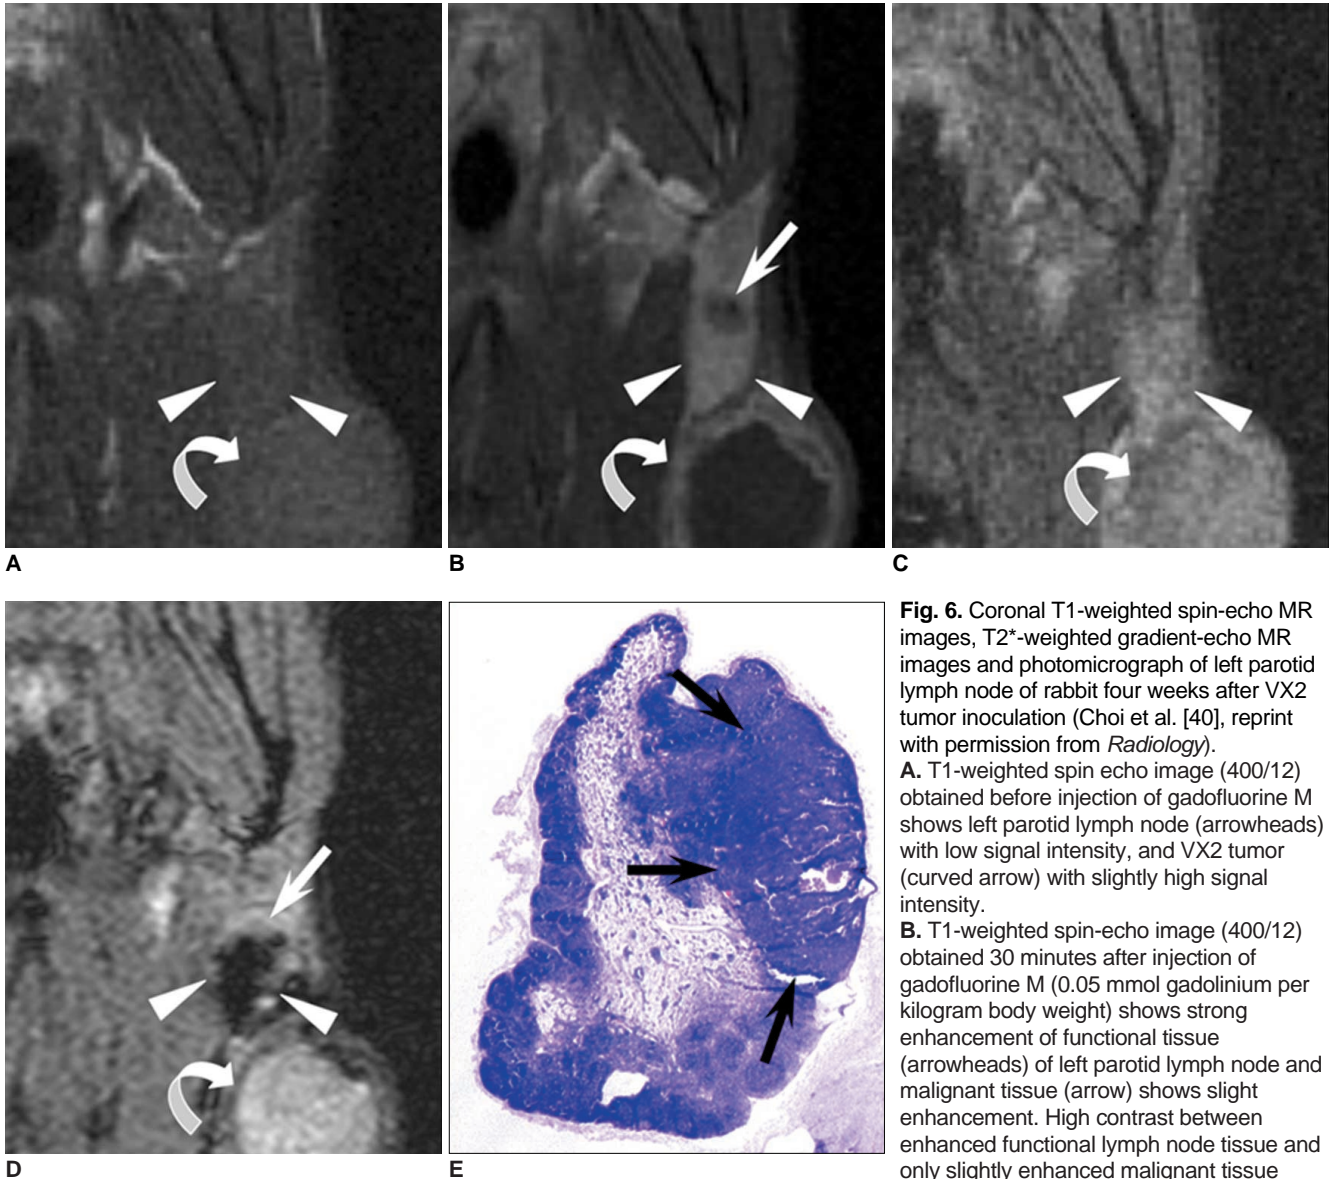 A
B
C
D
E
Fig. 6. Coronal T1-weighted spin-echo MR
images, T2*-weighted gradient-echo MR
images and photomicrograph of left parotid
lymph node of rabbit four weeks after VX2
tumor inoculation (Choi et al. [40], reprint
with permission from Radiology).
A. T1-weighted spin echo image (400/12)
obtained before injection of gadofluorine M
shows left parotid lymph node (arrowheads)
with low signal intensity, and VX2 tumor
(curved arrow) with slightly high signal
intensity.
B. T1-weighted spin-echo image (400/12)
obtained 30 minutes after injection of
gadofluorine M (0.05 mmol gadolinium per
kilogram body weight) shows strong
enhancement of functional tissue
(arrowheads) of left parotid lymph node and
malignant tissue (arrow) shows slight
enhancement. High contrast between
enhanced functional lymph node tissue and
only slightly enhanced malignant tissue